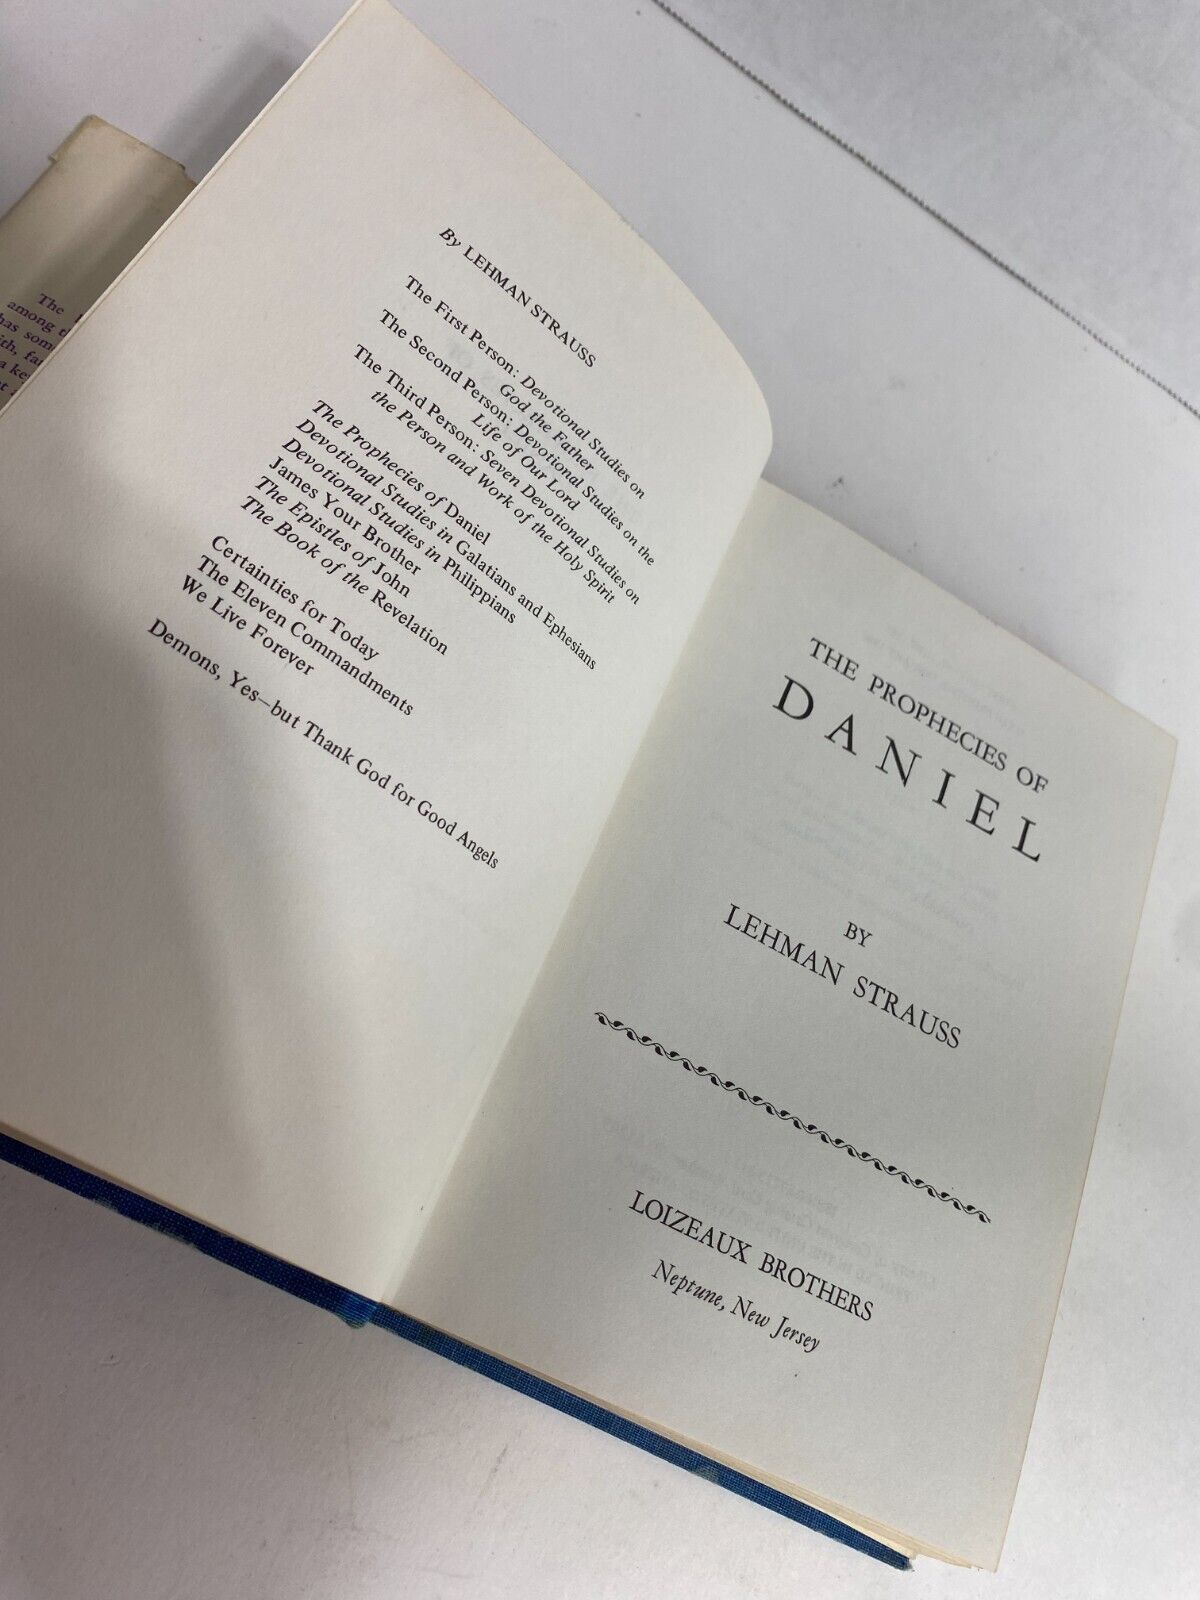 The
among
has some
By LEHMAN STRAUSS
The First Person: Devotional Studies on
God the Father
The Second Person: Devotional Studies on the
Life of Our Lord
The Third Person: Seven Devotional Studies on
the Person and Work of the Holy Spirit
The Prophecies of Daniel
Devotional Studies in Galatians and Ephesians
Devotional Studies in Philippians
James Your Brother
The Epistles of John
The Book of the Revelation
Certainties for Today
The Eleven Commandments
We Live Forever
Demons, Yes—but Thank God for Good Angels
THE PROPHECIES OF
DANIEL
BY
LEHMAN STRAUSS
LOIZEAUX BROTHERS
Neptune, New Jersey